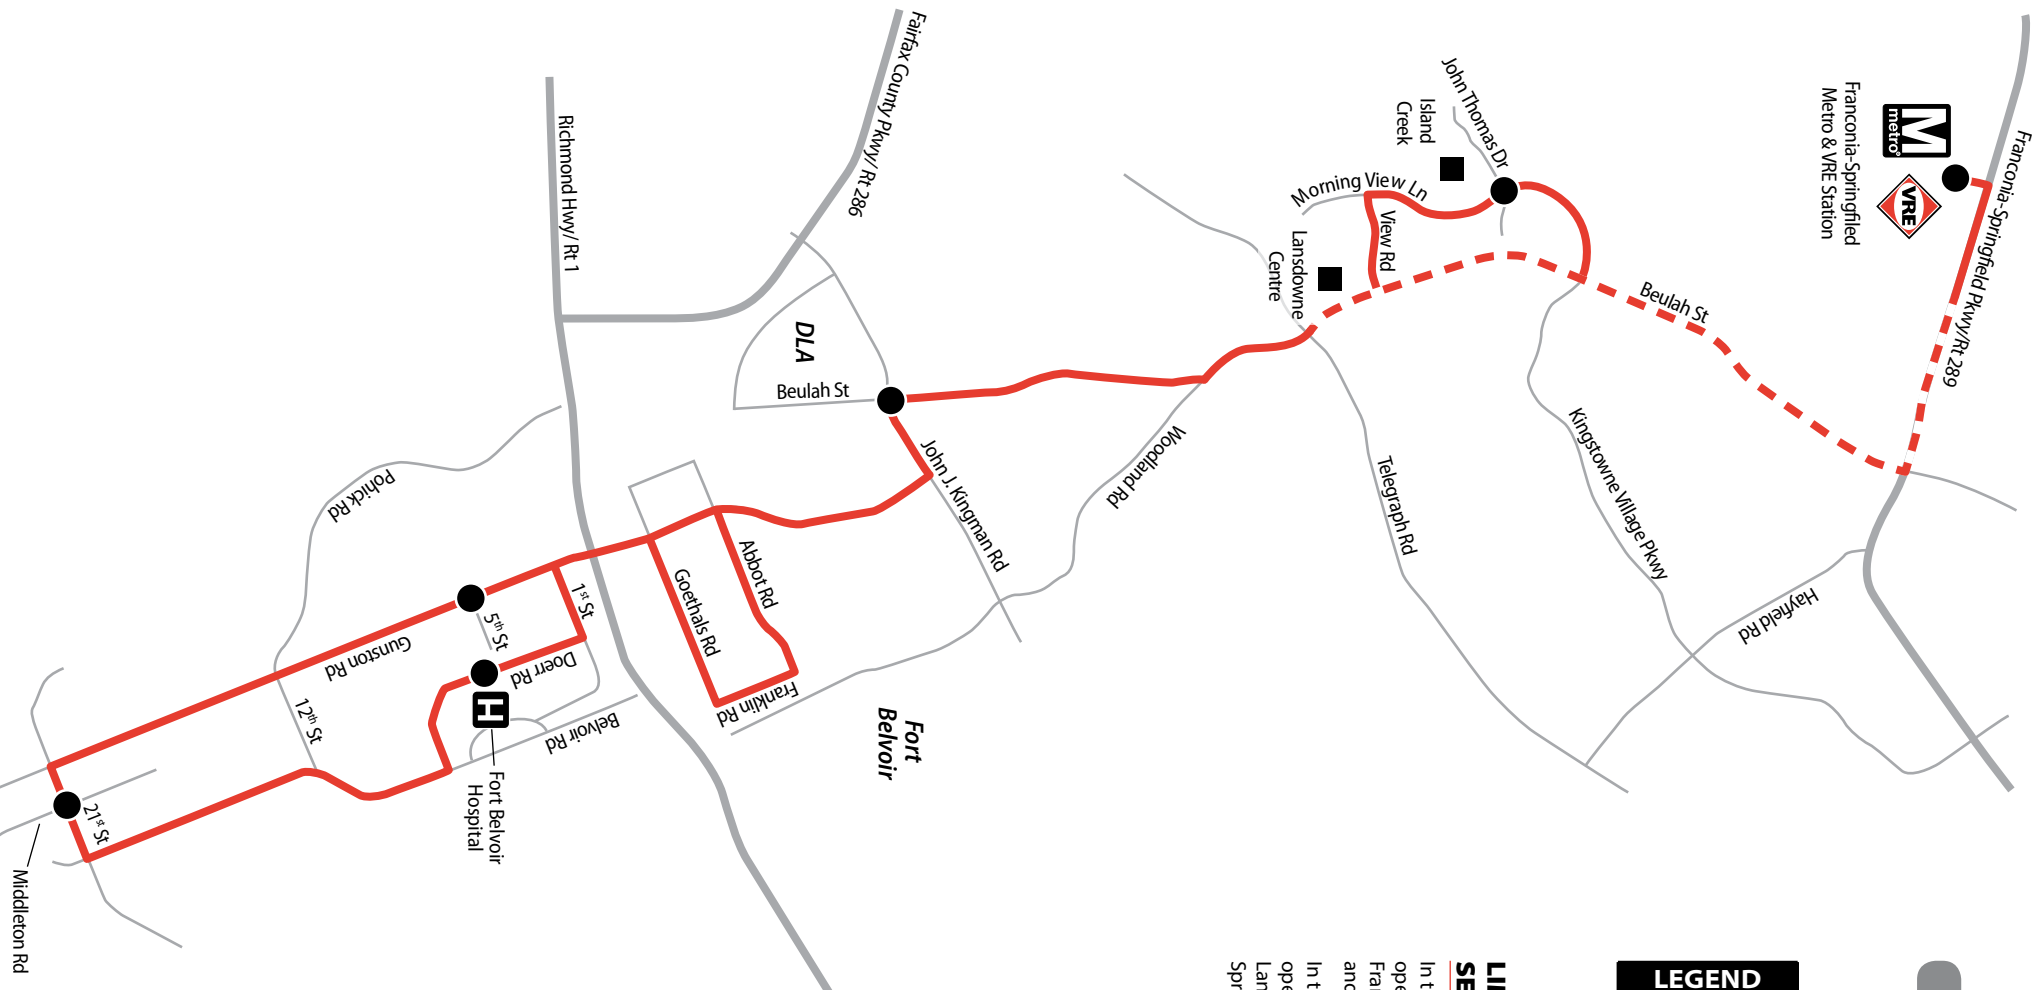 Franconia-Springfield Pkwy/Rt 289
M
metro
VRE
Franconia-Springfiled
Metro & VRE Station
John Thomas Dr
Island
Creek
Morning View Ln
View Rd
Lansdowne
Centre
Beulah St
Kingstowne Village Pkwy
Hayfield Rd
Telegraph Rd
Woodland Rd
Fairfax County Pkwy/ Rt 286
Richmond Hwy/ Rt 1
DLA
Beulah St
John J. Kingman Rd
Abbot Rd
Goethals Rd
Franklin Rd
Fort
Belvoir
Pohick Rd
1st St
5th St
Doerr Rd
Gunston Rd
H
Belvoir Rd
12th St
Fort Belvoir
Hospital
21st St
Middleton Rd
LEGEND